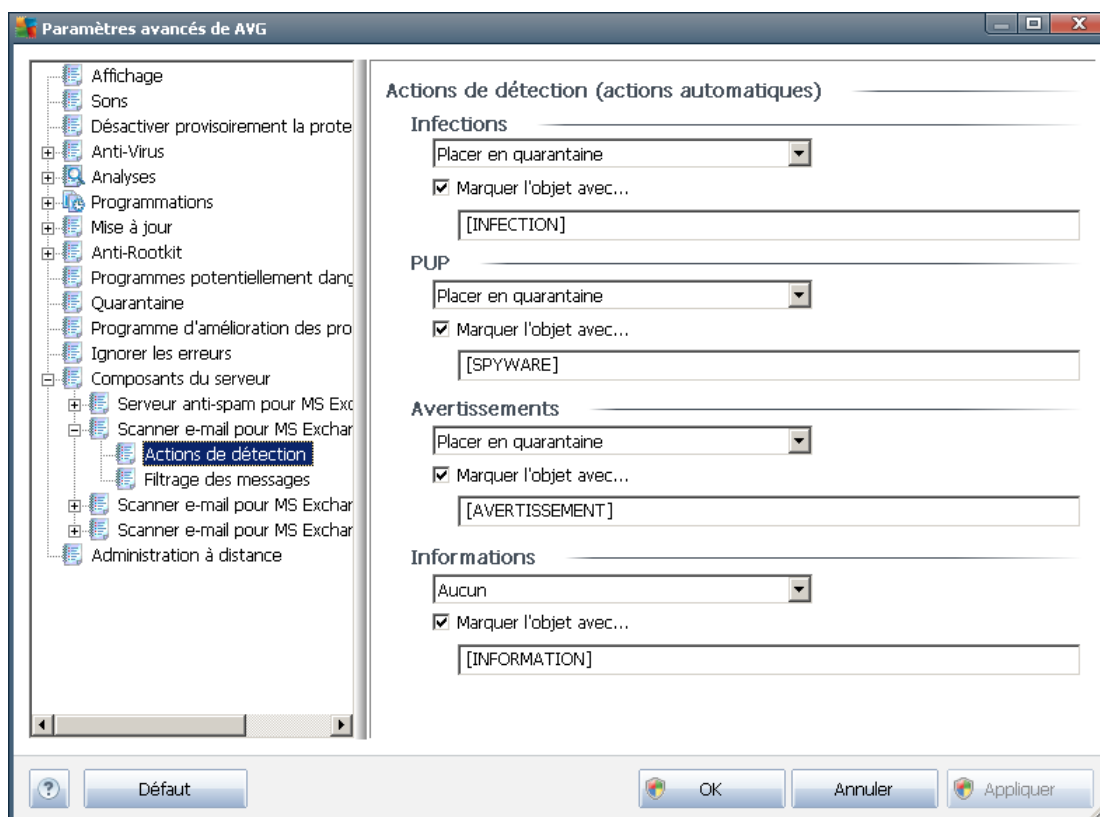 Paramètres avancés de AVG
Affichage
Sons
Désactiver provisoirement la prote
Anti-Virus
Analyses
Programmations
Mise à jour
Anti-Rootkit
Programmes potentiellement dang
Quarantaine
Programme d'amélioration des pro
Ignorer les erreurs
Composants du serveur
Serveur anti-spam pour MS Exc
Scanner e-mail pour MS Exchar
Actions de détection
Filtrage des messages
Scanner e-mail pour MS Exchar
Scanner e-mail pour MS Exchar
Administration à distance
Actions de détection (actions automatiques)
Infections
Placer en quarantaine
Marquer l'objet avec...
[INFECTION]
PUP
Placer en quarantaine
Marquer l'objet avec...
[SPYWARE]
Avertissements
Placer en quarantaine
Marquer l'objet avec...
[AVERTISSEMENT]
Informations
Aucun
Marquer l'objet avec...
[INFORMATION]
? Défaut OK Annuler Appliquer